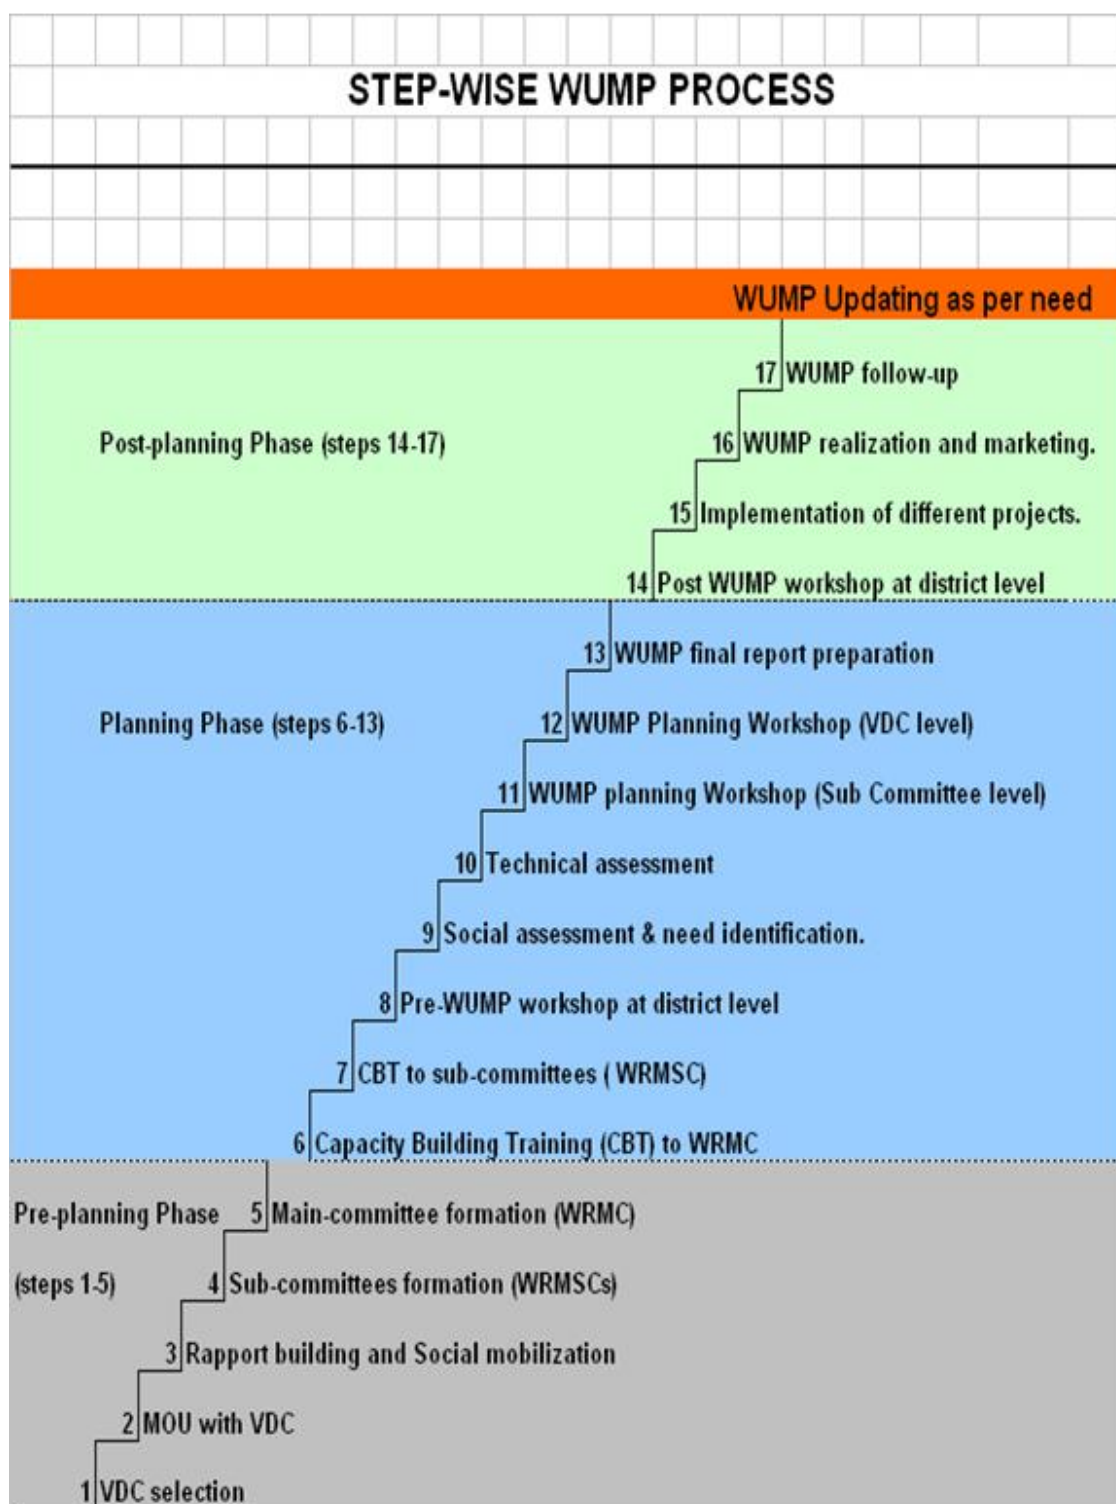 STEP-WISE WUMP PROCESS
WUMP Updating as per need
17 WUMP follow-up
Post-planning Phase (steps 14-17) 16 WUMP realization and marketing.
15 Implementation of different projects.
14 Post WUMP workshop at district level
13 WUMP final report preparation
Planning Phase (steps 6-13) 12 WUMP Planning Workshop (VDC level)
11 WUMP planning Workshop (Sub Committee level)
10 Technical assessment
9 Social assessment & need identification.
8 Pre-WUMP workshop at district level
7 CBT to sub-committees ( WRMSC)
6 Capacity Building Training (CBT) to WRMC
Pre-planning Phase 5 Main-committee formation (WRMC)
(steps 1-5) 4 Sub-committees formation (WRMSCs)
3 Rapport building and Social mobilization
2 MOU with VDC
1 VDC selection